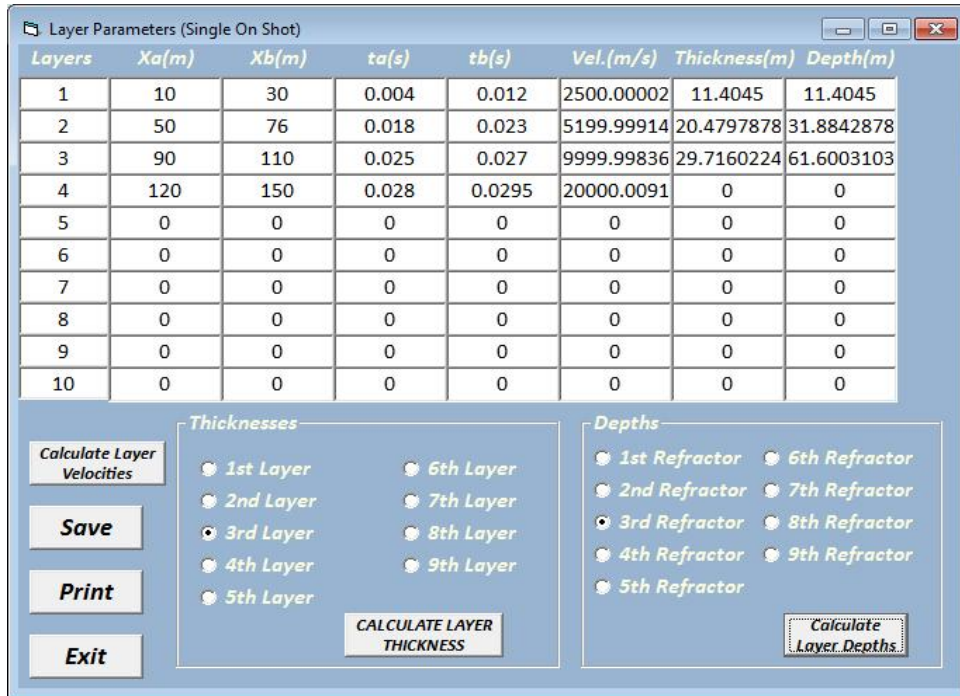 Layer Parameters (Single On Shot)
Layers Xa(m) Xb(m) ta(s) tb(s) Vel.(m/s) Thickness(m) Depth(m)
1 10 30 0.004 0.012 2500.00002 11.4045 11.4045
2 50 76 0.018 0.023 5199.99914 20.4797878 31.8842878
3 90 110 0.025 0.027 9999.99836 29.7160224 61.6003103
4 120 150 0.028 0.0295 20000.0091 0 0
5 0 0 0 0 0 0 0
6 0 0 0 0 0 0 0
7 0 0 0 0 0 0 0
8 0 0 0 0 0 0 0
9 0 0 0 0 0 0 0
10 0 0 0 0 0 0 0
Calculate Layer
Velocities
Save
Print
Exit
Thicknesses
1st Layer 6th Layer
2nd Layer 7th Layer
3rd Layer 8th Layer
4th Layer 9th Layer
5th Layer
CALCULATE LAYER
THICKNESS
Depths
1st Refractor 6th Refractor
2nd Refractor 7th Refractor
3rd Refractor 8th Refractor
4th Refractor 9th Refractor
5th Refractor
Calculate
Layer Depths